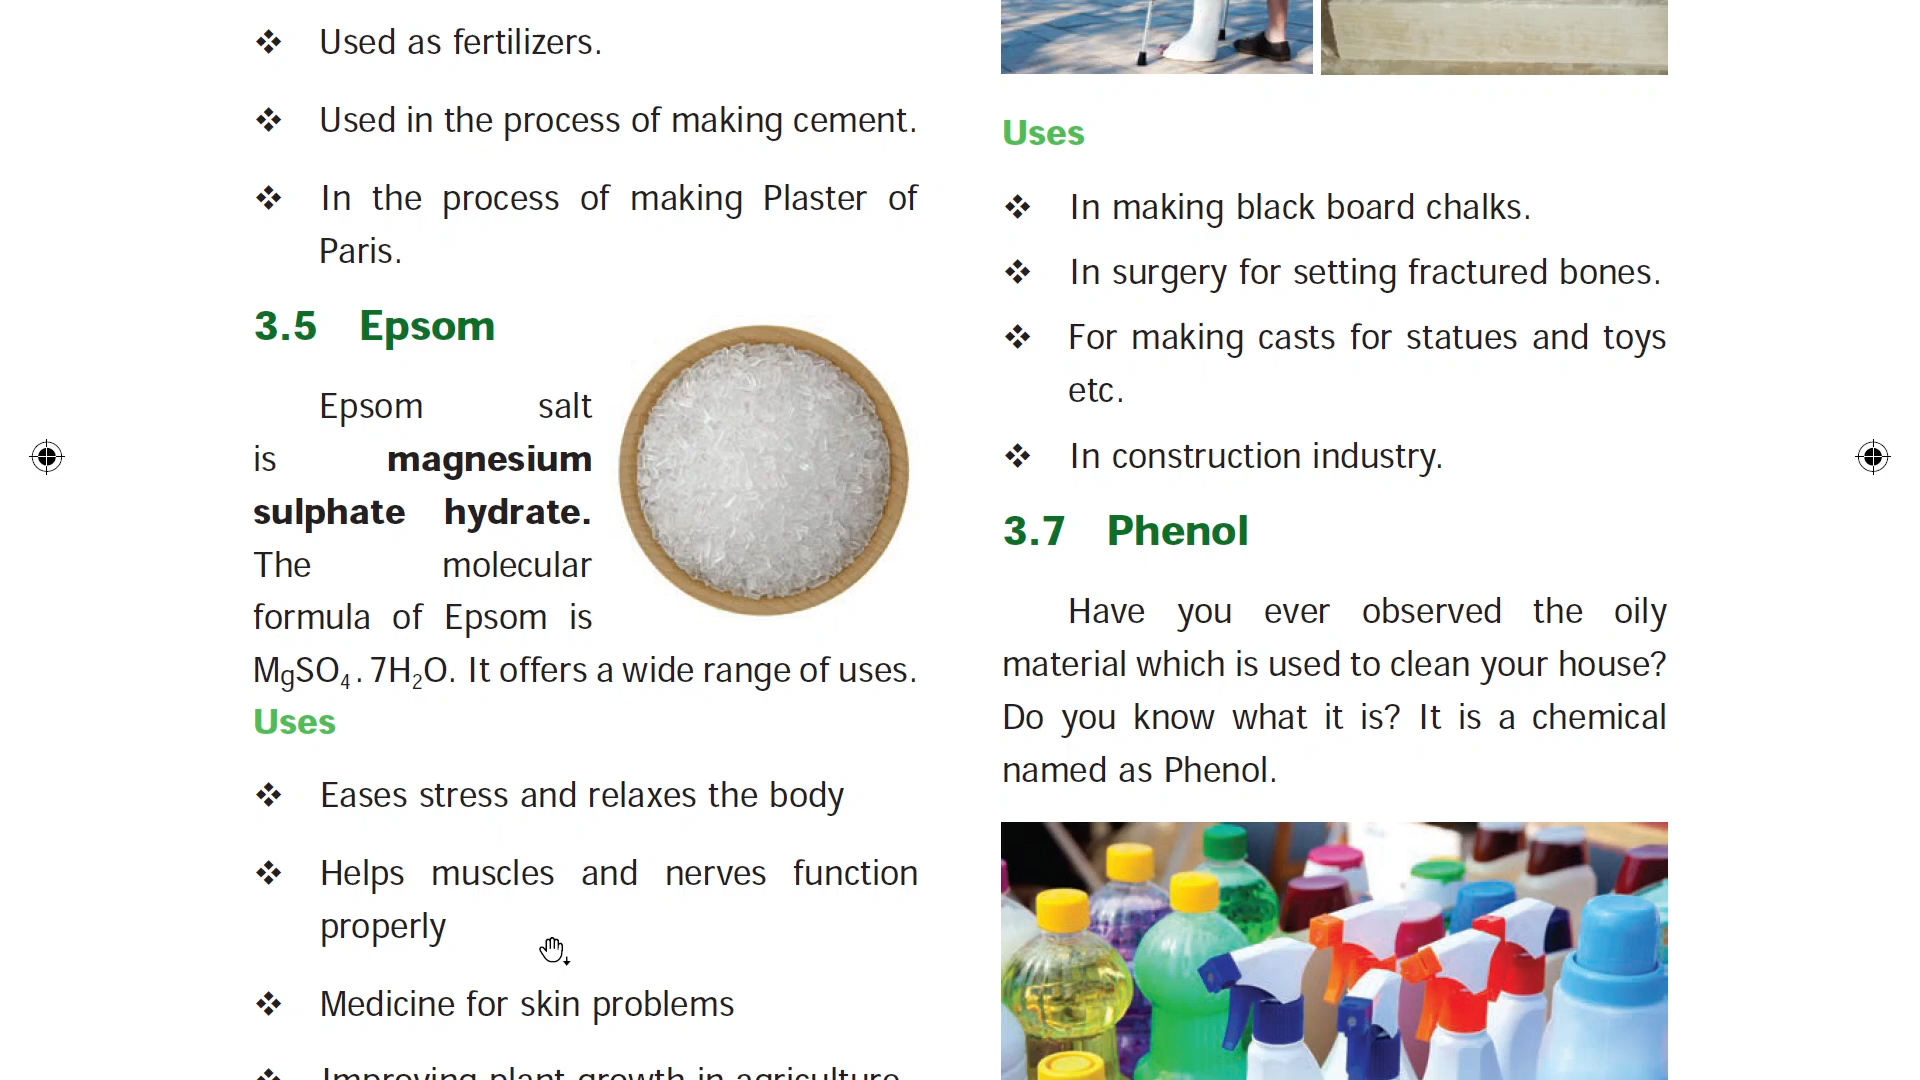 ❖ Used as fertilizers.
❖ Used in the process of making cement.
❖ In the process of making Plaster of
Paris.
3.5 Epsom
Epsom salt
is magnesium
sulphate hydrate.
The molecular
formula of Epsom is
MgSO₄. 7H₂O. It offers a wide range of uses.
Uses
❖ Eases stress and relaxes the body
❖ Helps muscles and nerves function
properly
❖ Medicine for skin problems
❖ Improving plant growth in agriculture
Uses
❖ In making black board chalks.
❖ In surgery for setting fractured bones.
❖ For making casts for statues and toys
etc.
❖ In construction industry.
3.7 Phenol
Have you ever observed the oily
material which is used to clean your house?
Do you know what it is? It is a chemical
named as Phenol.